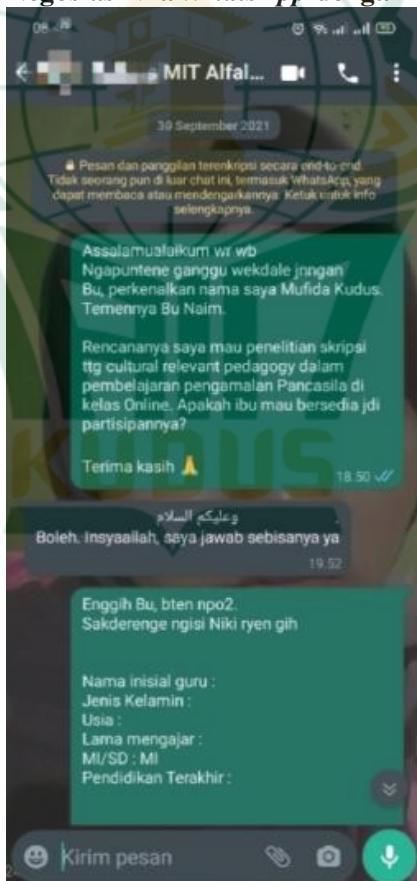 08.
MIT Alfal...
30 September 2021
Pesan dan panggilan terenkripsi secara end-to-end.
Tidak seorang pun di luar chat ini, termasuk WhatsApp, yang
dapat membaca atau mendengarkannya. Ketuk untuk info
selengkapnya.
Assalamualaikum wr wb
Ngapuntene ganggu wekdale jnngan
Bu, perkenalkan nama saya Mufida Kudus.
Temennya Bu Naim.
Rencananya saya mau penelitian skripsi
ttg cultural relevant pedagogy dalam
pembelajaran pengamalan Pancasila di
kelas Online. Apakah ibu mau bersedia jdi
partisipannya?
Terima kasih 🙏
18.50
وعليكم السلام
Boleh. Insyaallah, saya jawab sebisanya ya
19.52
Enggih Bu, bten npo2.
Sakderenge ngisi Niki ryen gih
Nama inisial guru :
Jenis Kelamin :
Usia :
Lama mengajar :
MI/SD : MI
Pendidikan Terakhir :
Kirim pesan
KUDUS